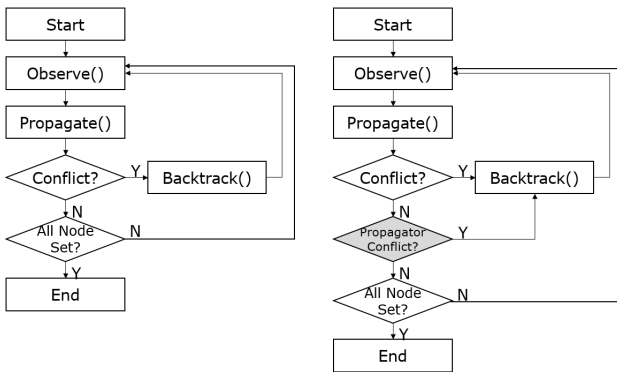 Start
Observe()
Propagate()
Conflict?
Y
Backtrack()
N
All Node
Set?
N
Y
End
Start
Observe()
Propagate()
Conflict?
Y
Backtrack()
N
Propagator
Conflict?
Y
N
All Node
Set?
N
Y
End